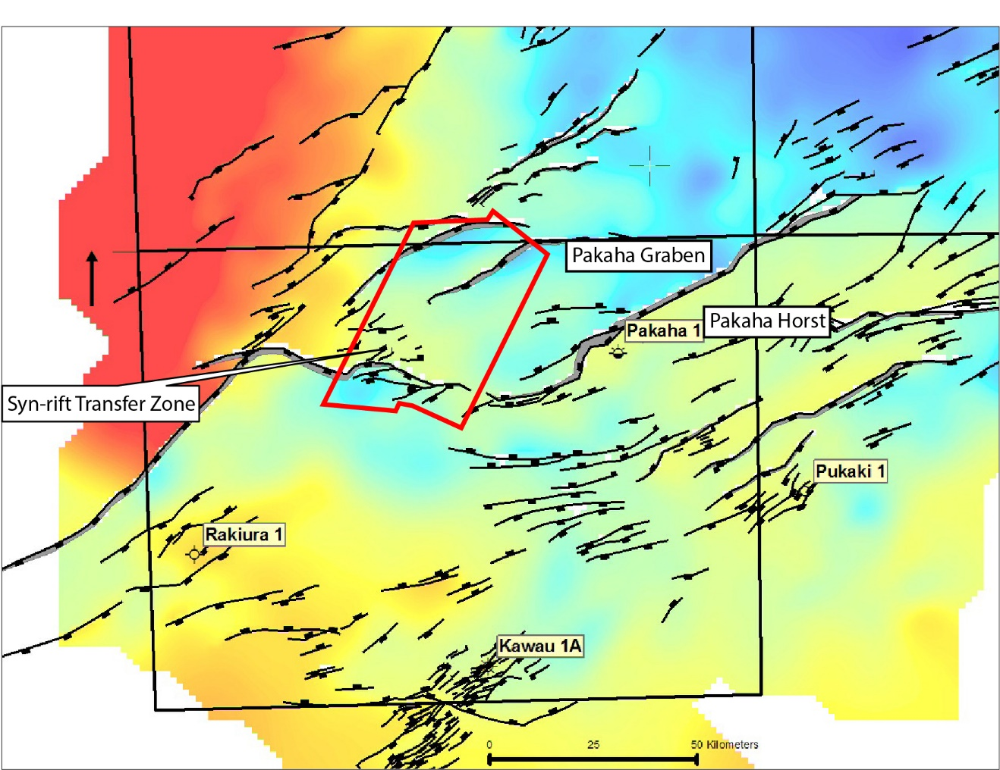 Pakaha Graben
Pakaha Horst
Pakaha 1
Syn-rift Transfer Zone
Pukaki 1
Rakiura 1
Kawau 1A
0 25 50 Kilometers